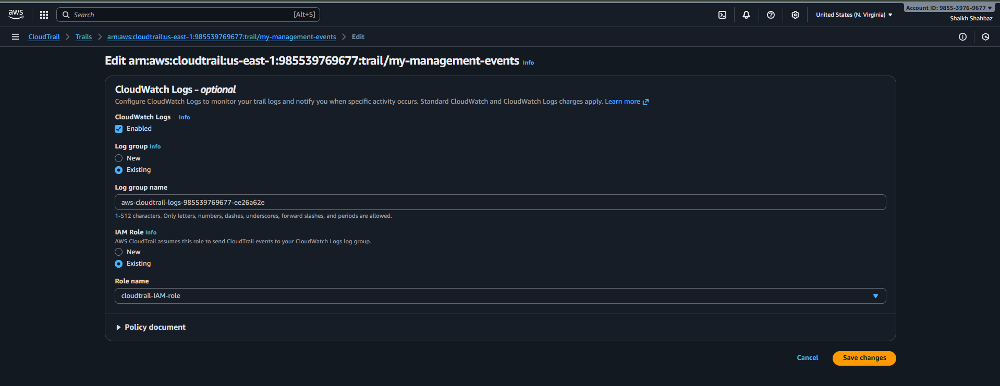 aws
Search
[Alt+S]
United States (N. Virginia)
Account ID: 9855-3976-9677
Shaikh Shahbaz
CloudTrail
Trails
arn:aws:cloudtrail:us-east-1:985539769677:trail/my-management-events
Edit
Edit arn:aws:cloudtrail:us-east-1:985539769677:trail/my-management-events Info
CloudWatch Logs - optional
Configure CloudWatch Logs to monitor your trail logs and notify you when specific activity occurs. Standard CloudWatch and CloudWatch Logs charges apply. Learn more
CloudWatch Logs Info
Enabled
Log group Info
New
Existing
Log group name
aws-cloudtrail-logs-985539769677-ee26a62e
1-512 characters. Only letters, numbers, dashes, underscores, forward slashes, and periods are allowed.
IAM Role Info
AWS CloudTrail assumes this role to send CloudTrail events to your CloudWatch Logs log group.
New
Existing
Role name
cloudtrail-IAM-role
Policy document
Cancel
Save changes